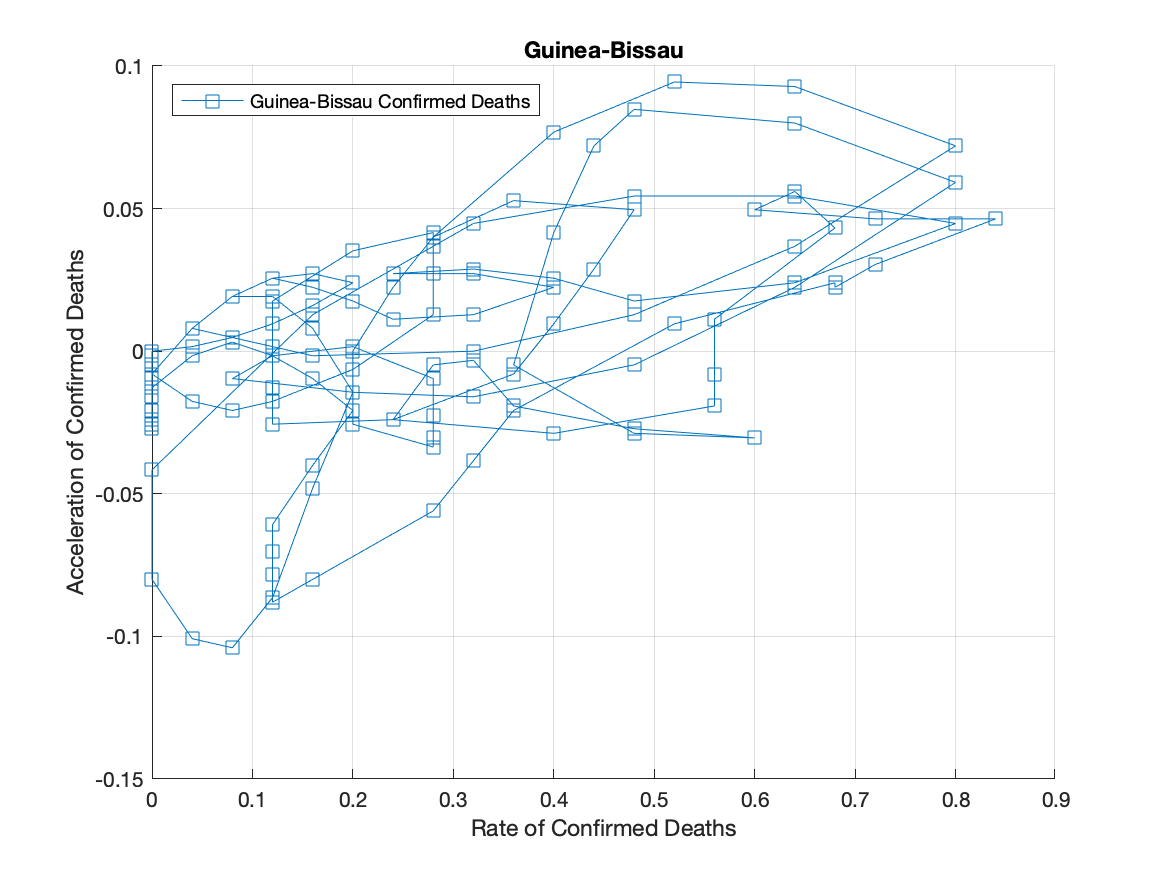 Guinea-Bissau
Guinea-Bissau Confirmed Deaths
Acceleration of Confirmed Deaths
0.1
0.05
0
-0.05
-0.1
-0.15
0 0.1 0.2 0.3 0.4 0.5 0.6 0.7 0.8 0.9
Rate of Confirmed Deaths